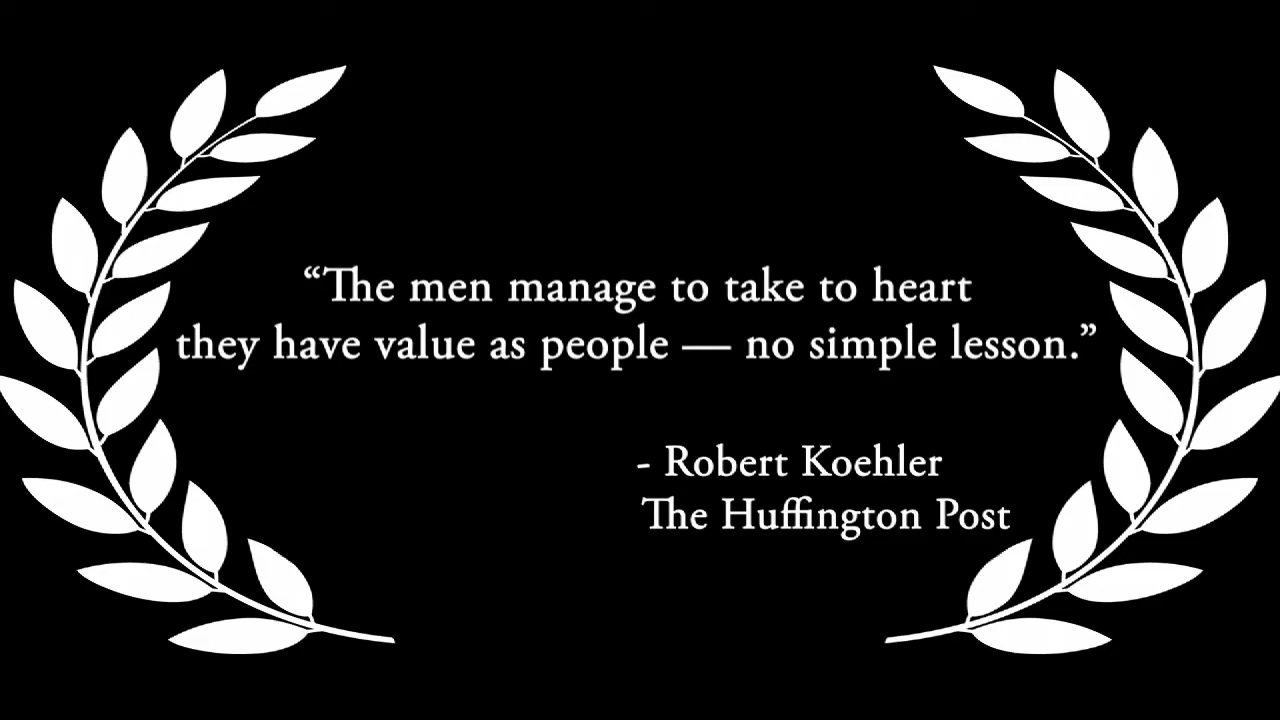 “The men manage to take to heart
they have value as people — no simple lesson.”
- Robert Koehler
The Huffington Post